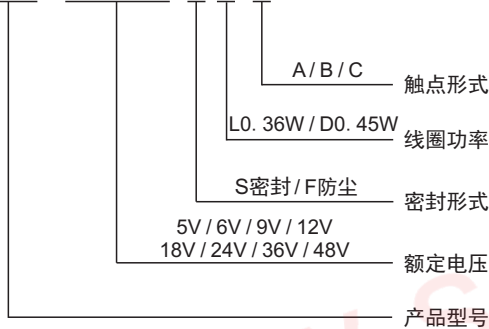 A / B / C
触点形式
L0. 36W / D0. 45W
线圈功率
S密封 / F防尘
密封形式
5V / 6V / 9V / 12V
18V / 24V / 36V / 48V
额定电压
产品型号